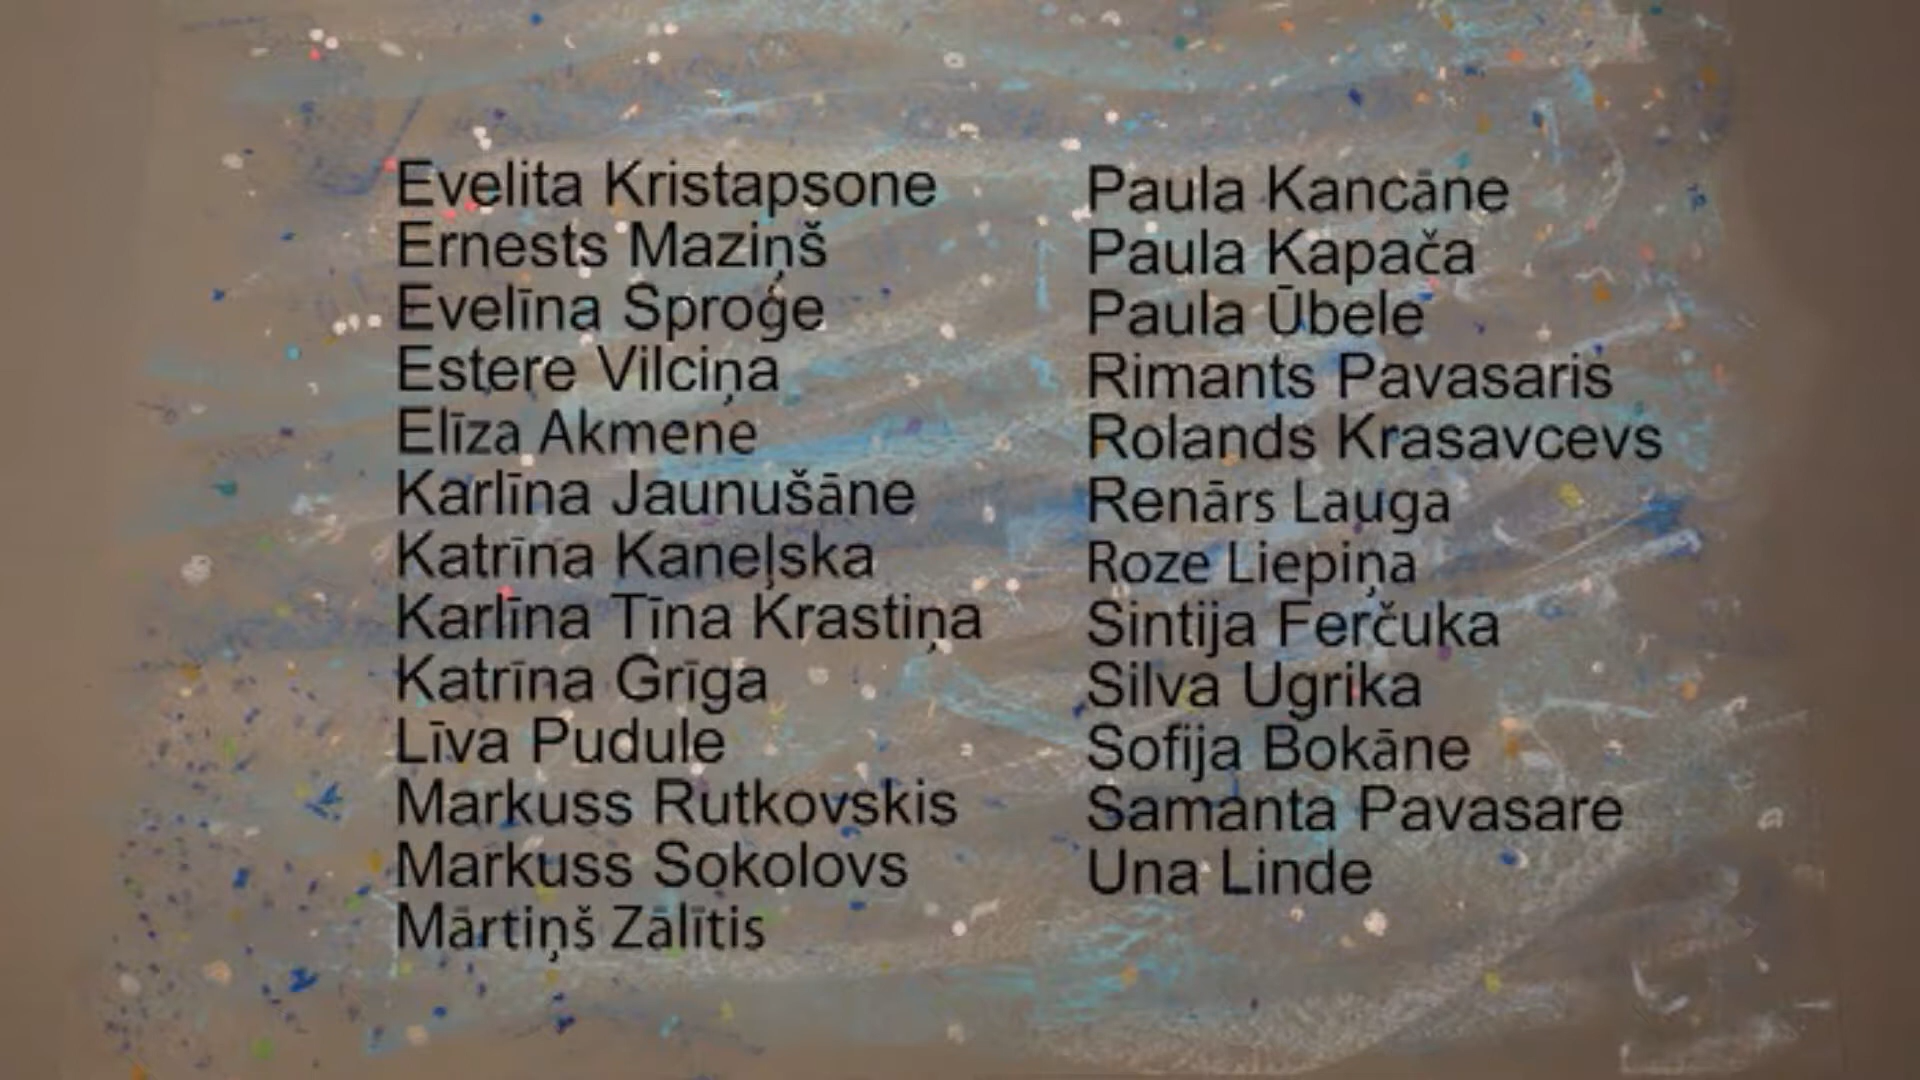 Evelita Kristapsone
Ernests Maziņš
Evelīna Sproģe
Estere Vilciņa
Elīza Akmene
Karlīna Jaunušāne
Katrīna Kaneļska
Karlīna Tīna Krastiņa
Katrīna Grīga
Līva Pudule
Markuss Rutkovskis
Markuss Sokolovs
Mārtiņš Zālītis
Paula Kancāne
Paula Kapača
Paula Ūbele
Rimants Pavasaris
Rolands Krasavcevs
Renārs Lauga
Roze Liepiņa
Sintija Ferčuka
Silva Ugrika
Sofija Bokāne
Samanta Pavasare
Una Linde